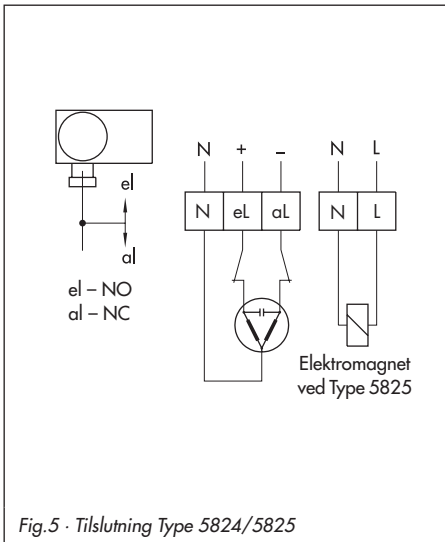 el
al
el – NO
al – NC
N + –
N eL aL
N L
N L
Elektromagnet
ved Type 5825
Fig.5 · Tilslutning Type 5824/5825